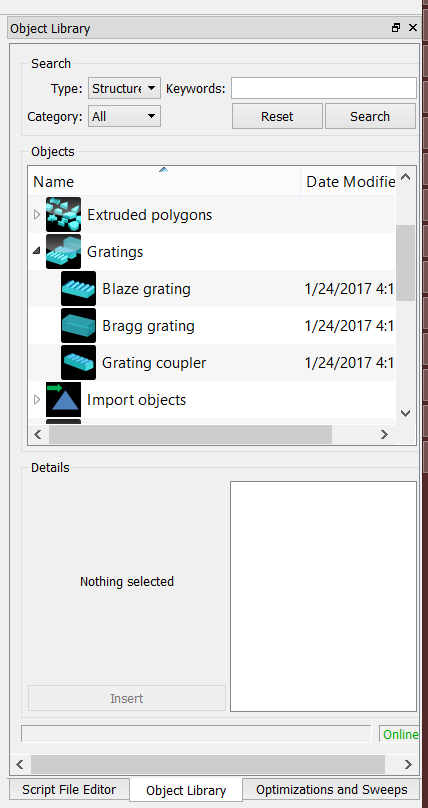 Object Library
Search
Type: Structure Keywords:
Category: All Reset Search
Objects
Name Date Modifie
Extruded polygons
Gratings
Blaze grating 1/24/2017 4:1
Bragg grating 1/24/2017 4:1
Grating coupler 1/24/2017 4:1
Import objects
Details
Nothing selected
Insert
Online
Script File Editor Object Library Optimizations and Sweeps